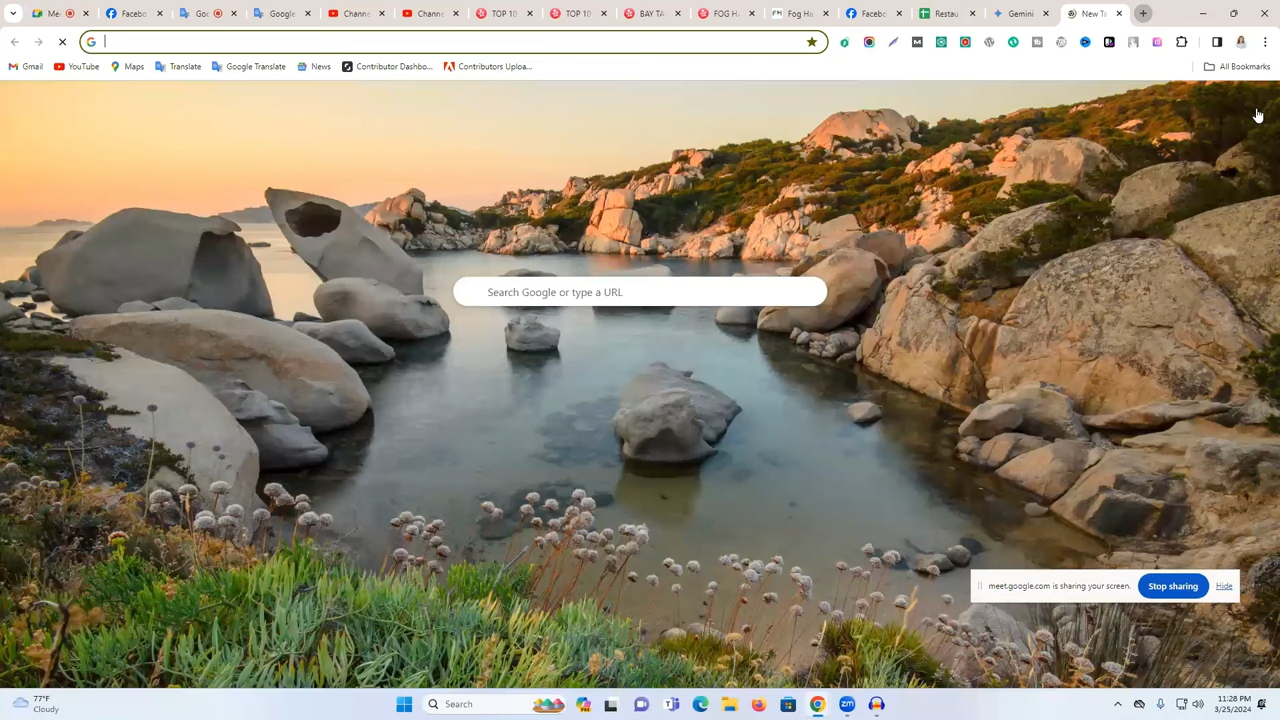 Me
Facebo
Goo
Google
Channe
Channe
TOP 10
TOP 10
BAY TA
FOG H
Fog Ha
Facebo
Restau
Gemini
New Ta
Gmail
YouTube
Maps
Translate
Google Translate
News
Contributor Dashbo...
Contributors Uploa...
All Bookmarks
Search Google or type a URL
meet.google.com is sharing your screen.
Stop sharing
Hide
77°F
Cloudy
Search
11:28 PM
3/25/2024